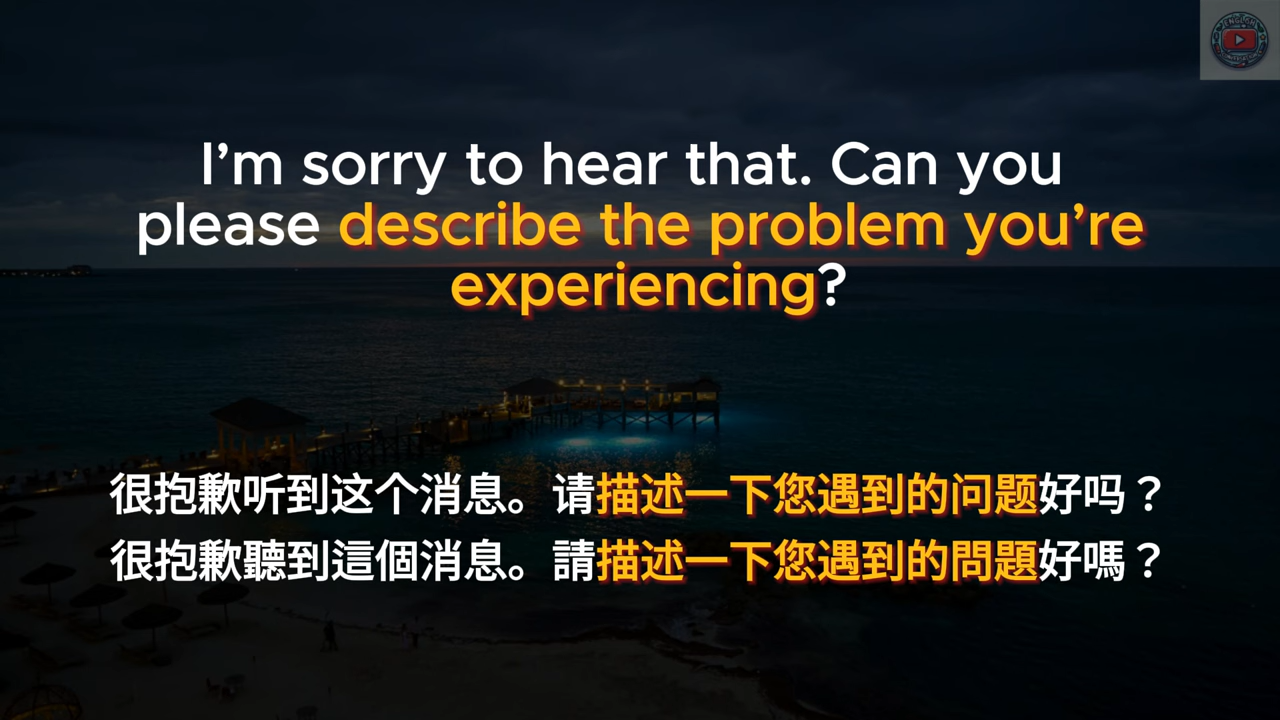 I’m sorry to hear that. Can you
please describe the problem you’re
experiencing?
很抱歉听到这个消息。请描述一下您遇到的问题好吗？
很抱歉聽到這個消息。請描述一下您遇到的問題好嗎？